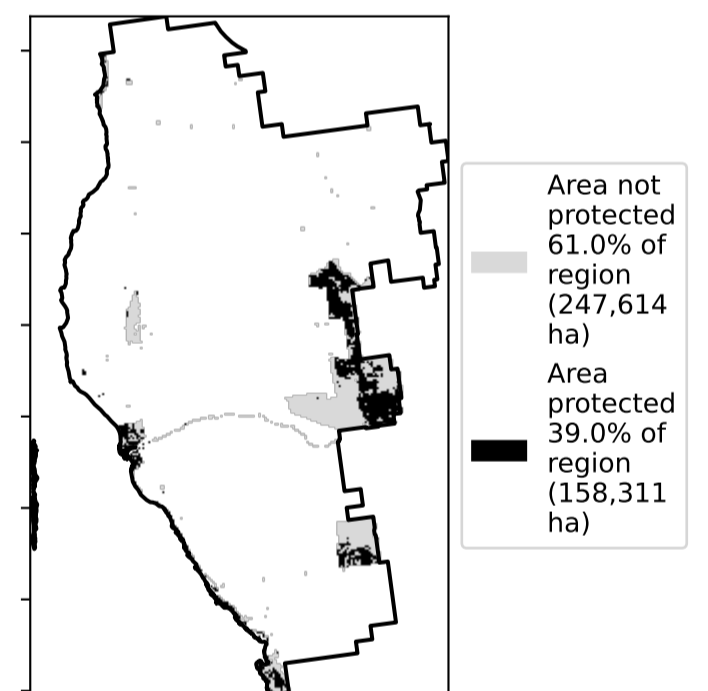 Area not
protected
61.0% of
region
(247,614
ha)
Area
protected
39.0% of
region
(158,311
ha)